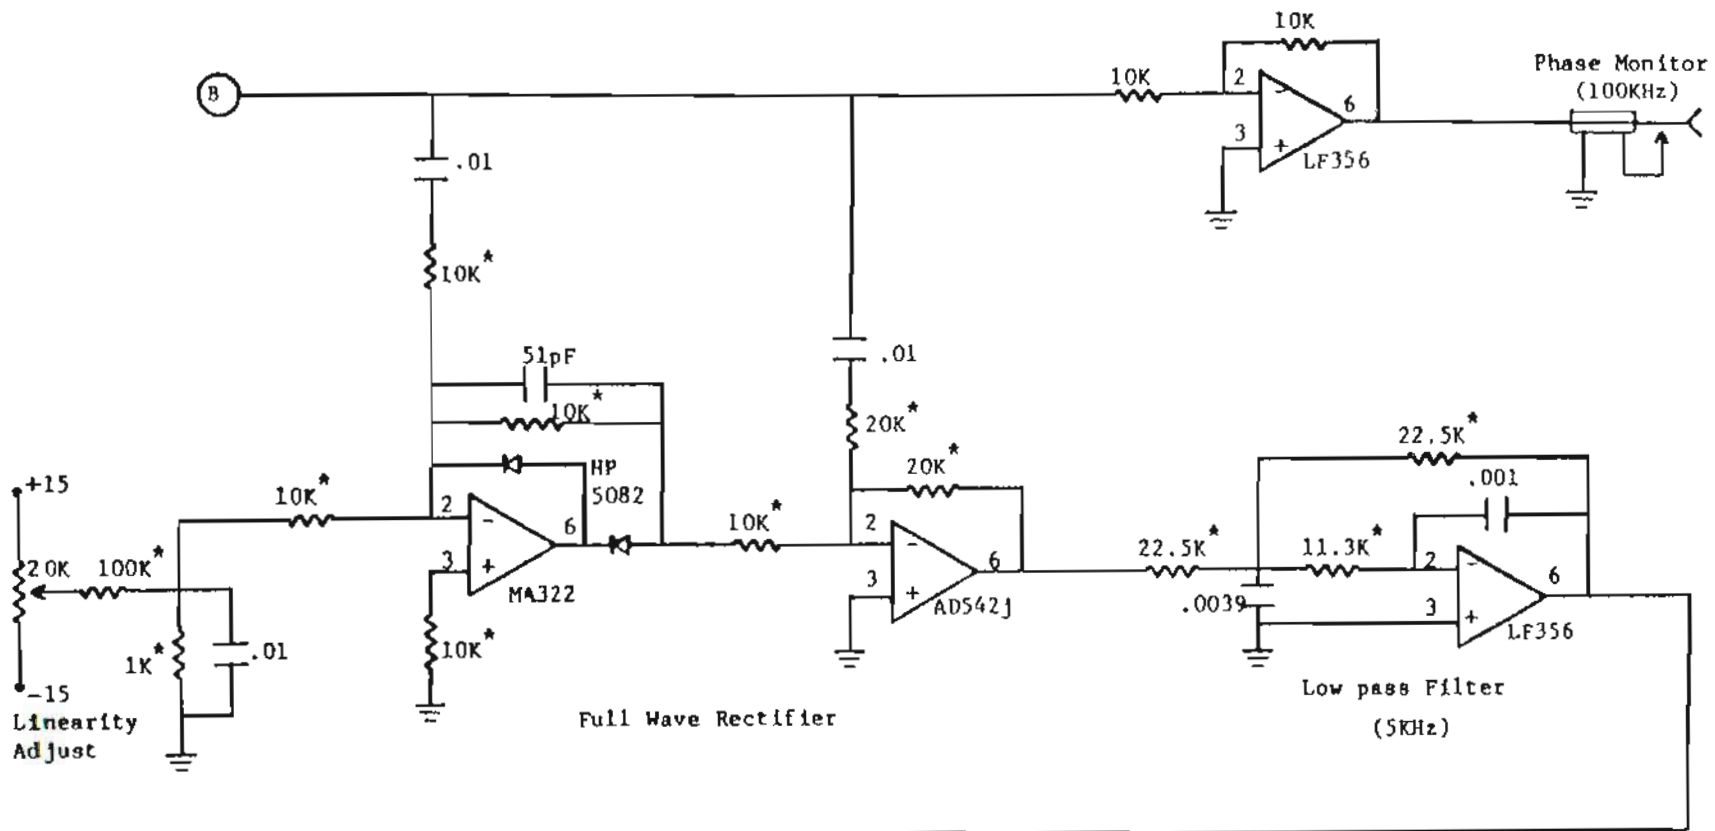 10K
Phase Monitor
(100KHz)
B
10K
2
-
6
3
+
LF356
.01
10K*
51pF
.01
10K*
20K*
22.5K*
20K*
.001
HP
5082
+15
10K*
2
-
6
10K*
2
-
6
22.5K*
11.3K*
2
-
6
3
+
3
+
20K
100K*
MA322
AD542J
.0039
3
+
LF356
1K*
.01
10K*
-15
Linearity
Adjust
Full Wave Rectifier
Low pass Filter
(5KHz)